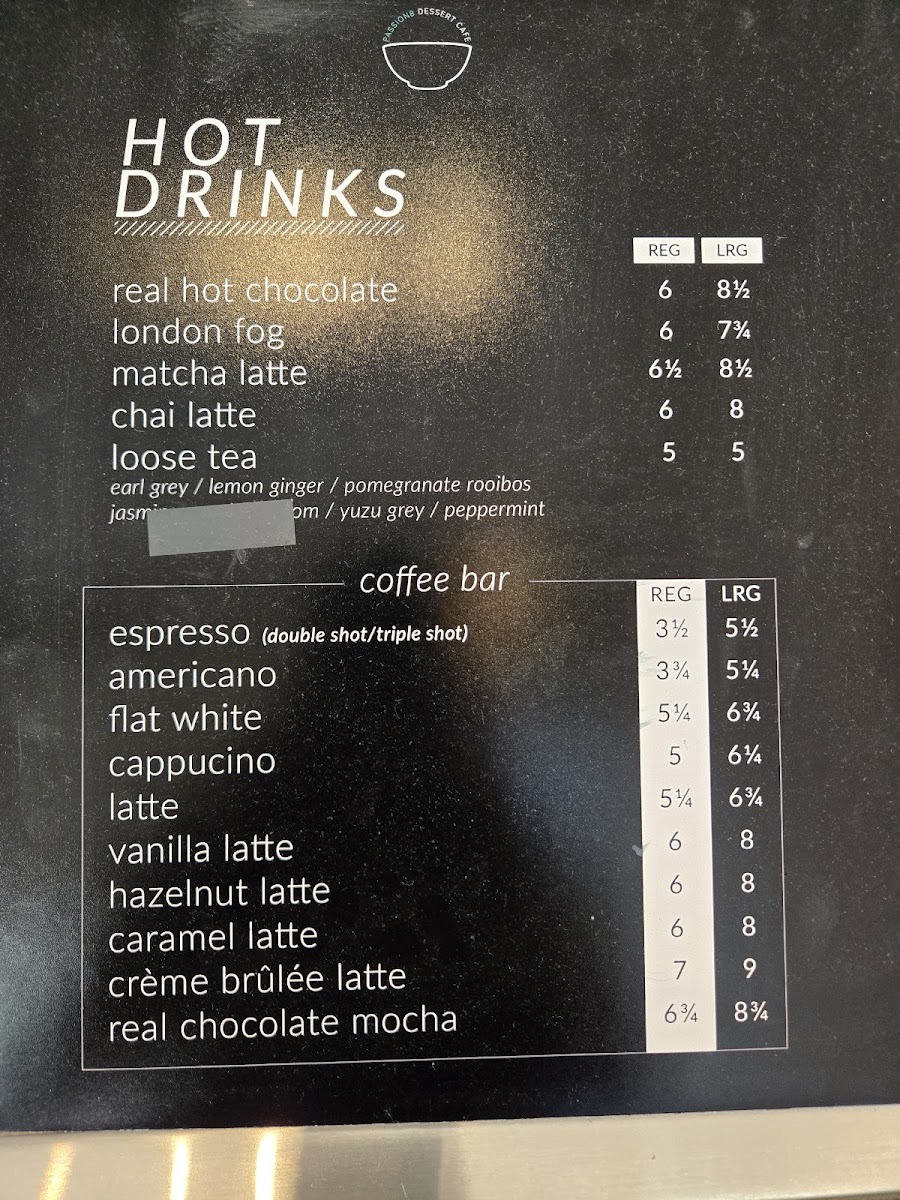 PASSION8 DESSERT CAFE
HOT
DRINKS
REG LRG
real hot chocolate 6 8½
london fog 6 7¾
matcha latte 6½ 8½
chai latte 6 8
loose tea 5 5
earl grey / lemon ginger / pomegranate rooibos
/ yuzu grey / peppermint
coffee bar
REG LRG
espresso (double shot/triple shot) 3½ 5½
americano 3¾ 5¼
flat white 5¼ 6¾
cappucino 5 6¼
latte 5¼ 6¾
vanilla latte 6 8
hazelnut latte 6 8
caramel latte 6 8
crème brûlée latte 7 9
real chocolate mocha 6¾ 8¾